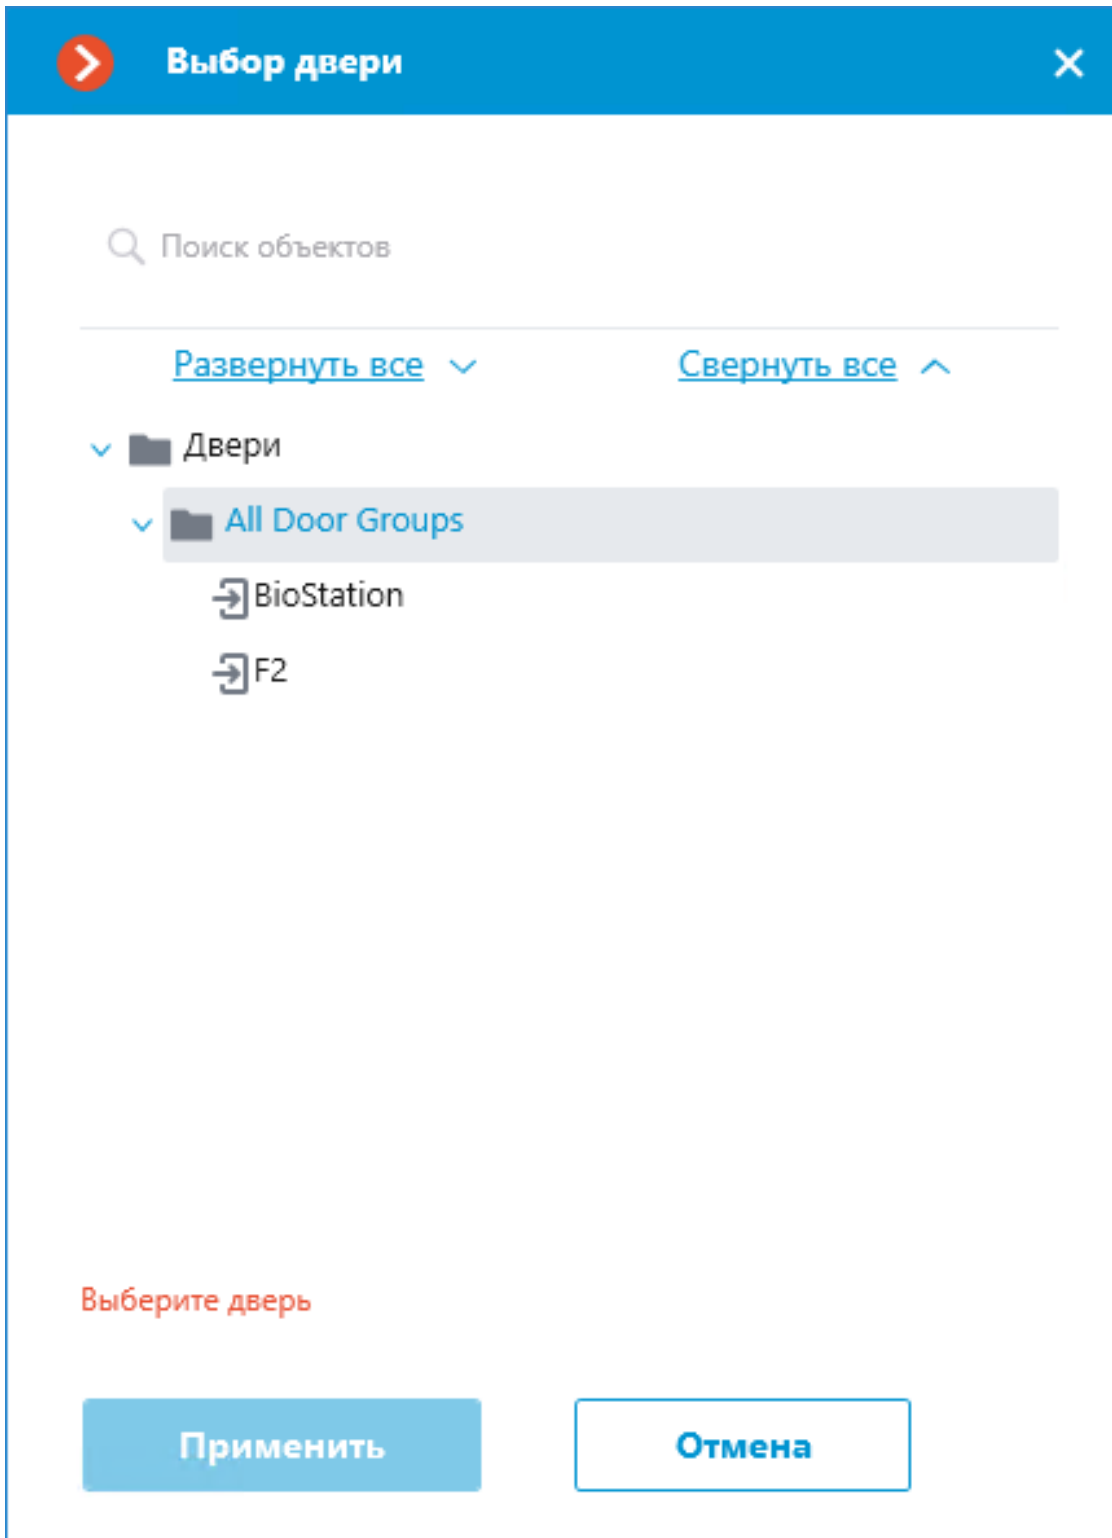 Выбор двери
Поиск объектов
Развернуть все Свернуть все
Двери
All Door Groups
BioStation
F2
Выберите дверь
Применить Отмена